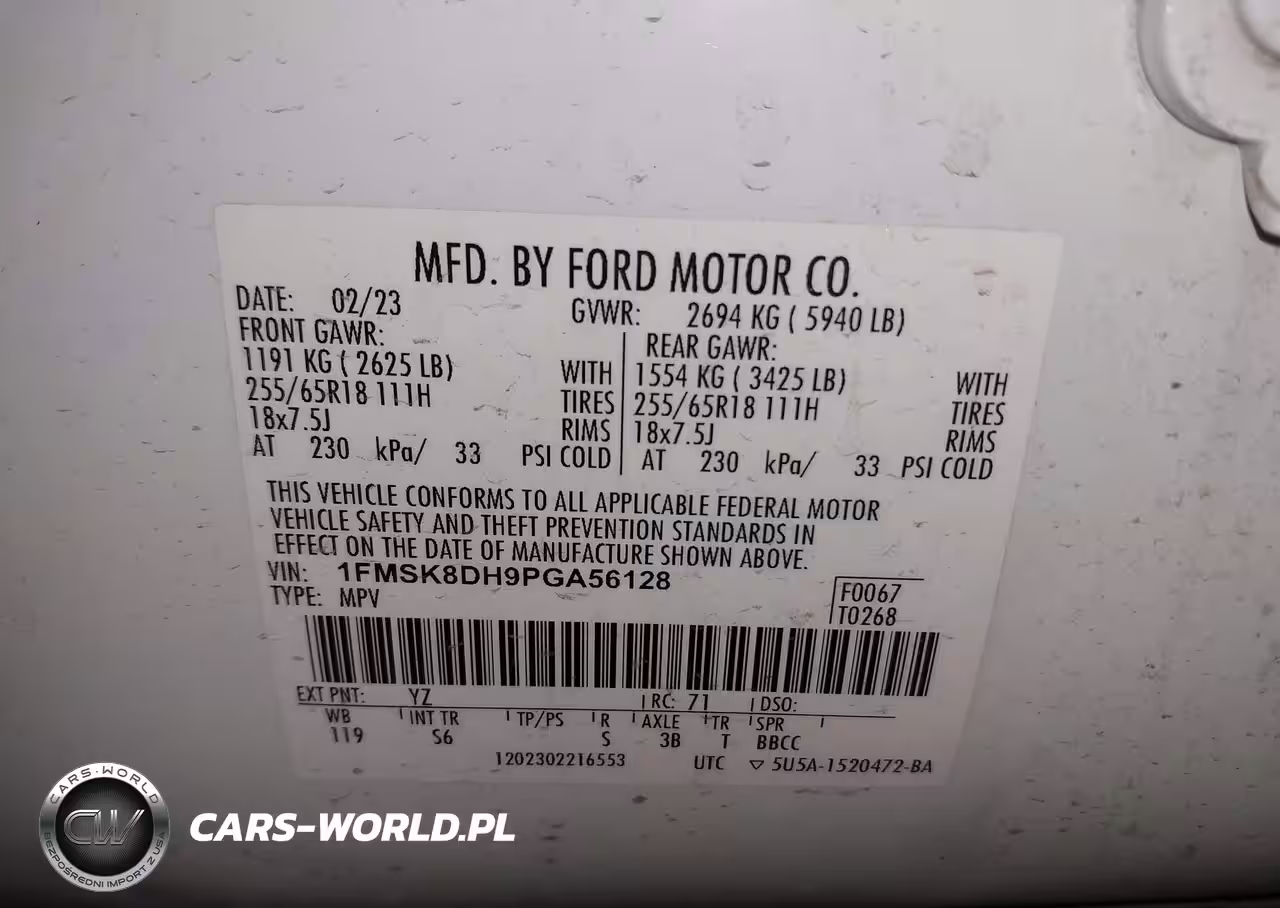 MFD. BY FORD MOTOR CO.
DATE: 02/23 GVWR: 2694 KG ( 5940 LB)
FRONT GAWR: REAR GAWR:
1191 KG ( 2625 LB) WITH 1554 KG ( 3425 LB) WITH
255/65R18 111H TIRES 255/65R18 111H TIRES
18x7.5J RIMS 18x7.5J RIMS
AT 230 kPa/ 33 PSI COLD AT 230 kPa/ 33 PSI COLD
THIS VEHICLE CONFORMS TO ALL APPLICABLE FEDERAL MOTOR
VEHICLE SAFETY AND THEFT PREVENTION STANDARDS IN
EFFECT ON THE DATE OF MANUFACTURE SHOWN ABOVE.
VIN: 1FMSK8DH9PGA56128
TYPE: MPV
F0067
T0268
EXT PNT: YZ RC: 71 DSO:
WB INT TR TP/PS R AXLE TR SPR
119 S6 S 3B T BBCC
1202302216553 UTC ▽ 5U5A-1520472-BA
CARS-WORLD
CW
BEZPOŚREDNI IMPORT Z USA
CARS-WORLD.PL